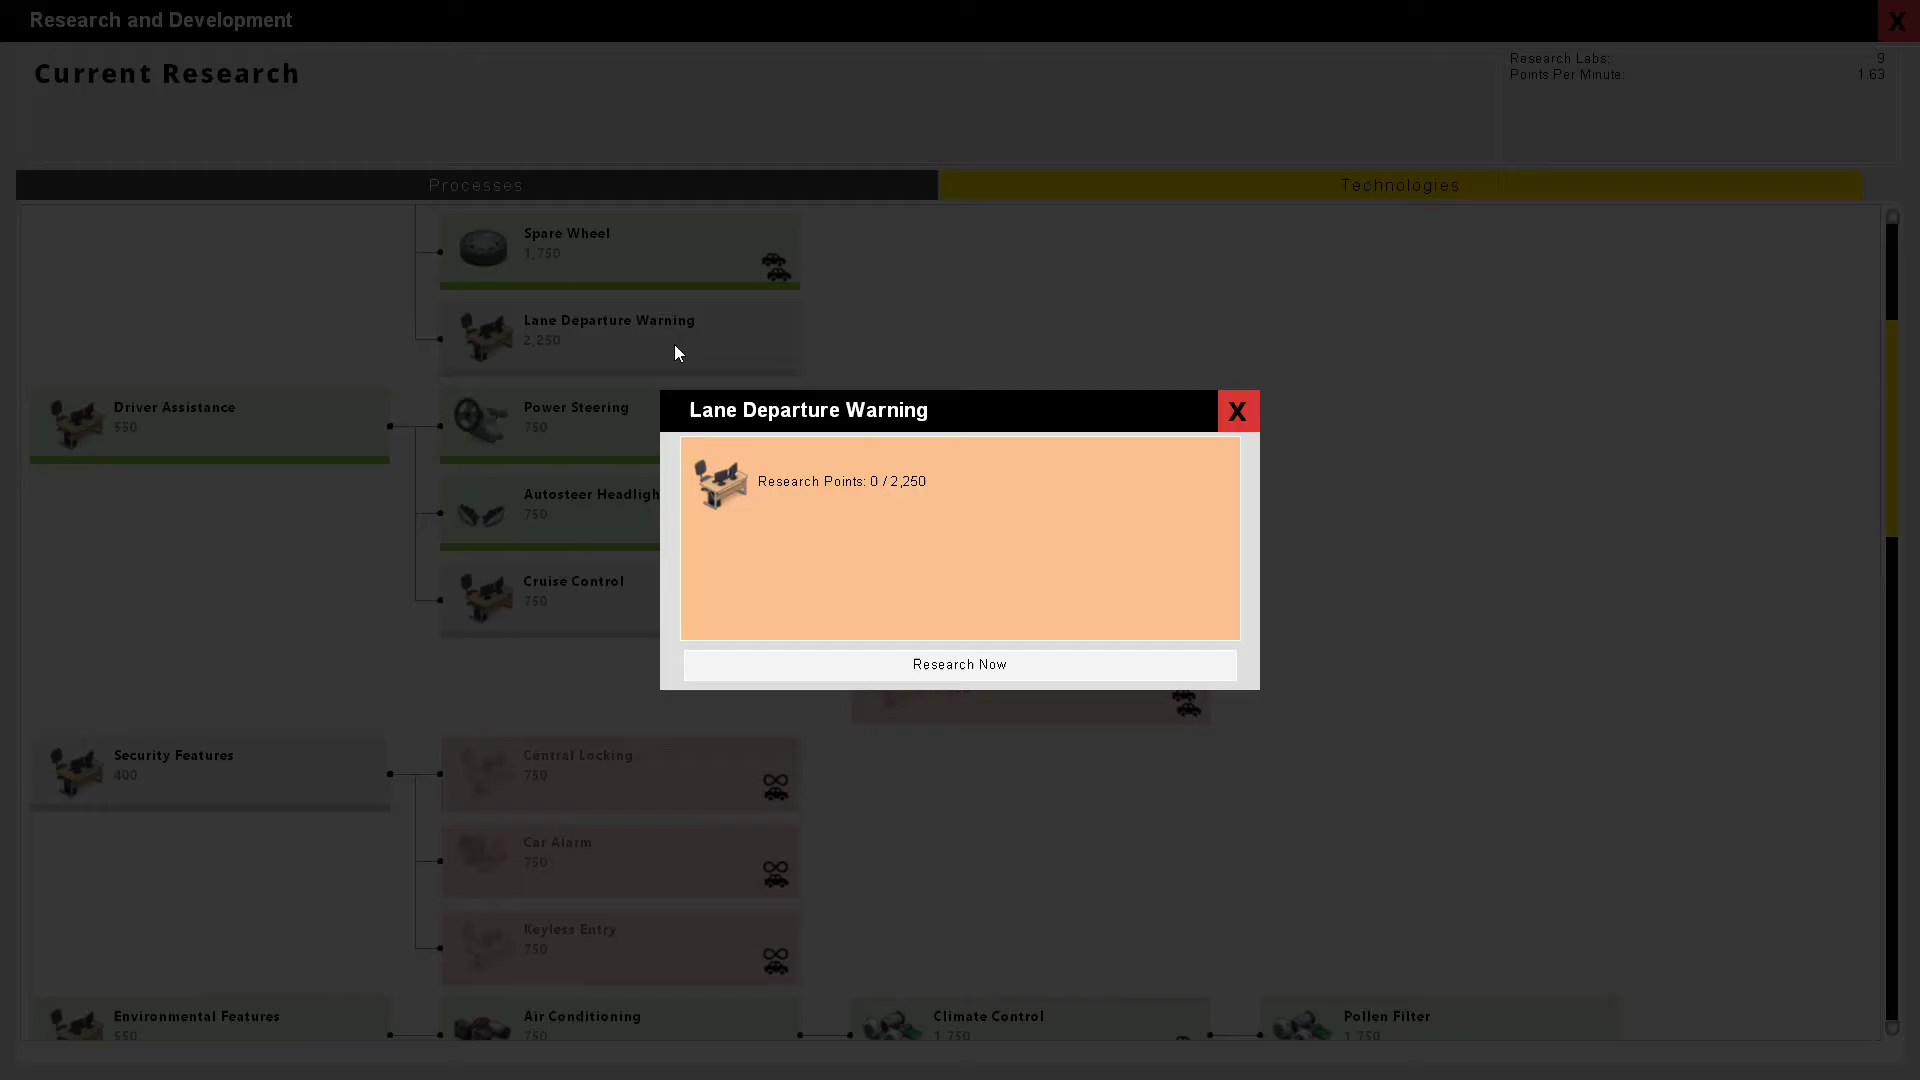 Research and Development
X
Current Research
Research Labs: 9
Points Per Minute: 1.63
Processes
Technologies
Spare Wheel
1,750
Lane Departure Warning
2,250
Driver Assistance
550
Power Steering
750
Autosteer Headligh
750
Cruise Control
750
Lane Departure Warning
X
Research Points: 0 / 2,250
Research Now
Security Features
400
Central Locking
750
Car Alarm
750
Keyless Entry
750
Environmental Features
550
Air Conditioning
750
Climate Control
1,750
Pollen Filter
1,750